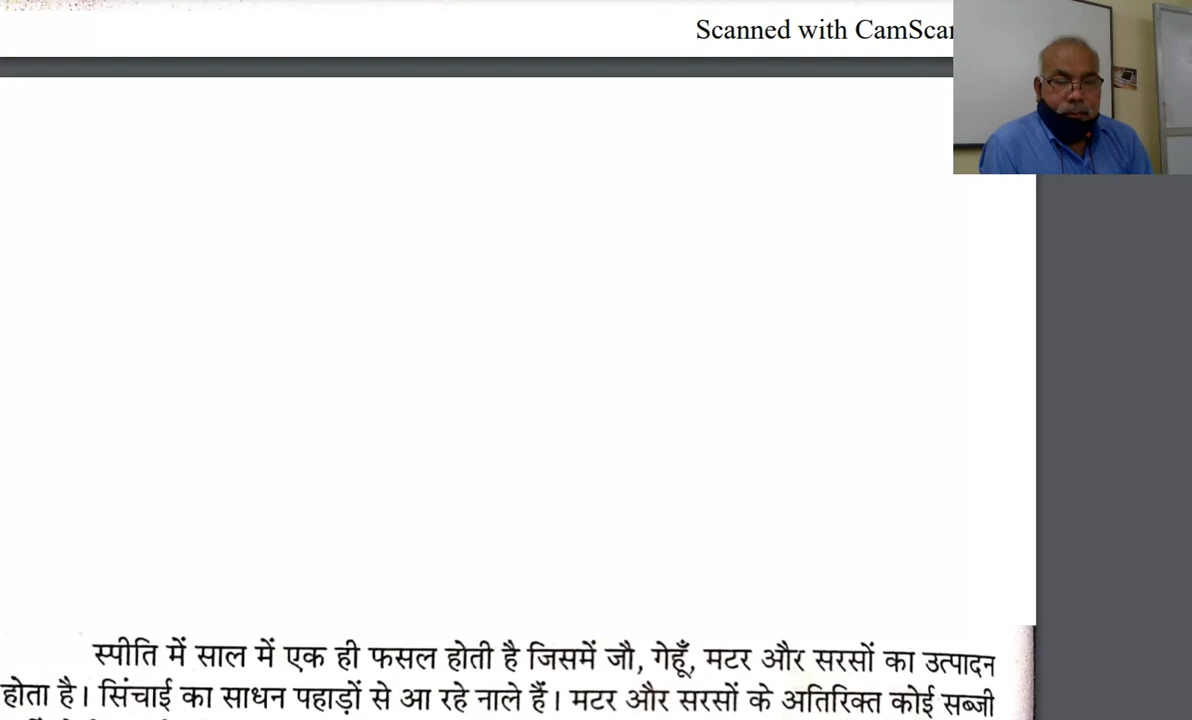 Scanned with CamScan
स्पीति में साल में एक ही फसल होती है जिसमें जौ, गेहूँ, मटर और सरसों का उत्पादन
होता है। सिंचाई का साधन पहाड़ों से आ रहे नाले हैं। मटर और सरसों के अतिरिक्त कोई सब्जी